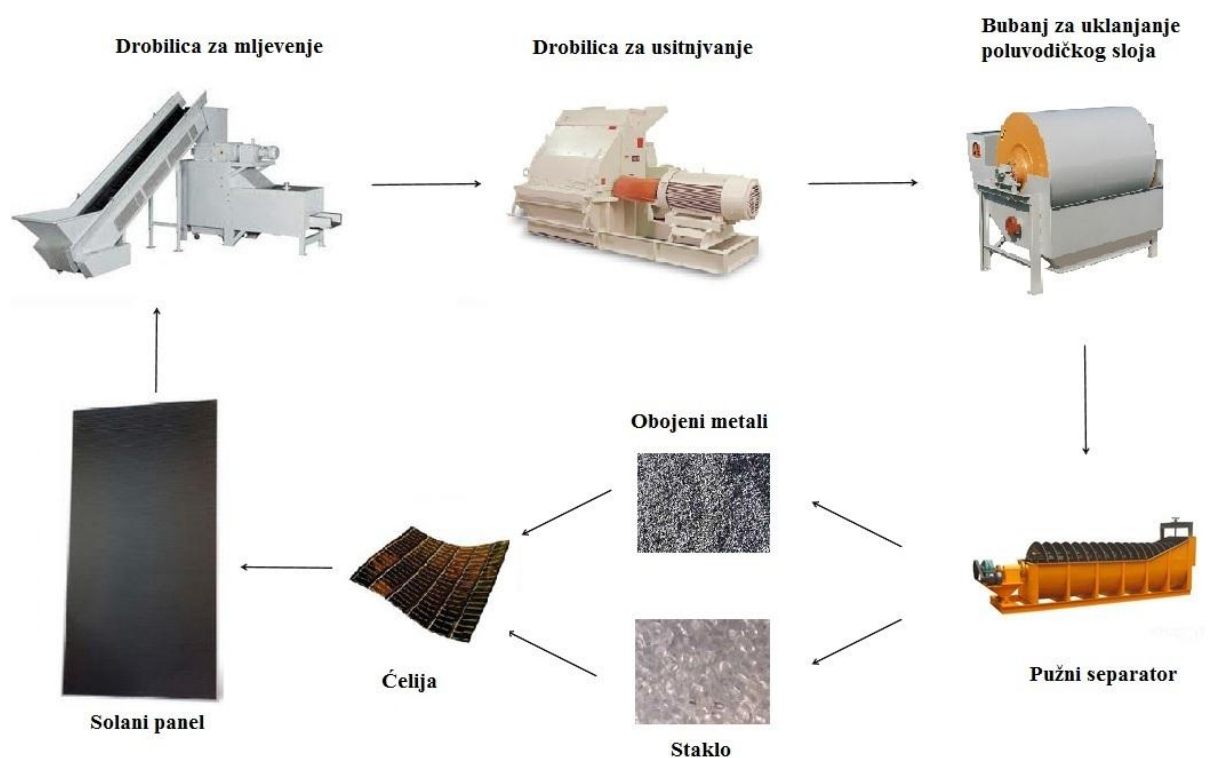 Drobilica za mljevenje
Drobilica za usitnjvanje
Bubanj za uklanjanje
poluvodičkog sloja
Obojeni metali
Ćelija
Pužni separator
Solani panel
Staklo